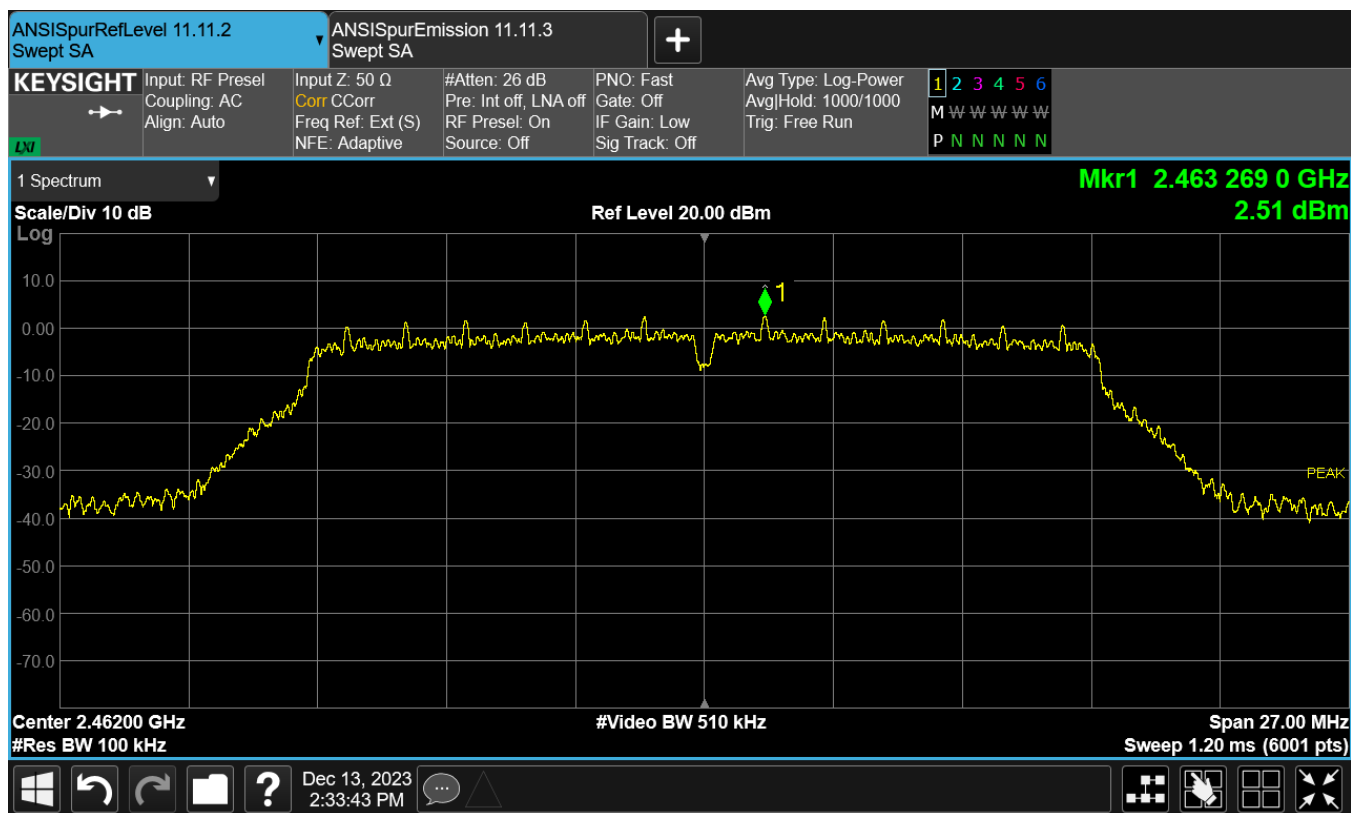 ANSISpurRefLevel 11.11.2
Swept SA
ANSISpurEmission 11.11.3
Swept SA
KEYSIGHT
LXI
Input: RF Presel
Coupling: AC
Align: Auto
Input Z: 50 Ω
Corr CCorr
Freq Ref: Ext (S)
NFE: Adaptive
#Atten: 26 dB
Pre: Int off, LNA off
RF Presel: On
Source: Off
PNO: Fast
Gate: Off
IF Gain: Low
Sig Track: Off
Avg Type: Log-Power
Avg|Hold: 1000/1000
Trig: Free Run
1 2 3 4 5 6
M W W W W W
P N N N N N
1 Spectrum
Mkr1 2.463 269 0 GHz
2.51 dBm
Scale/Div 10 dB
Ref Level 20.00 dBm
Log
10.0
0.00
-10.0
-20.0
-30.0
-40.0
-50.0
-60.0
-70.0
1
PEAK
Center 2.46200 GHz
#Video BW 510 kHz
Span 27.00 MHz
#Res BW 100 kHz
Sweep 1.20 ms (6001 pts)
Dec 13, 2023
2:33:43 PM